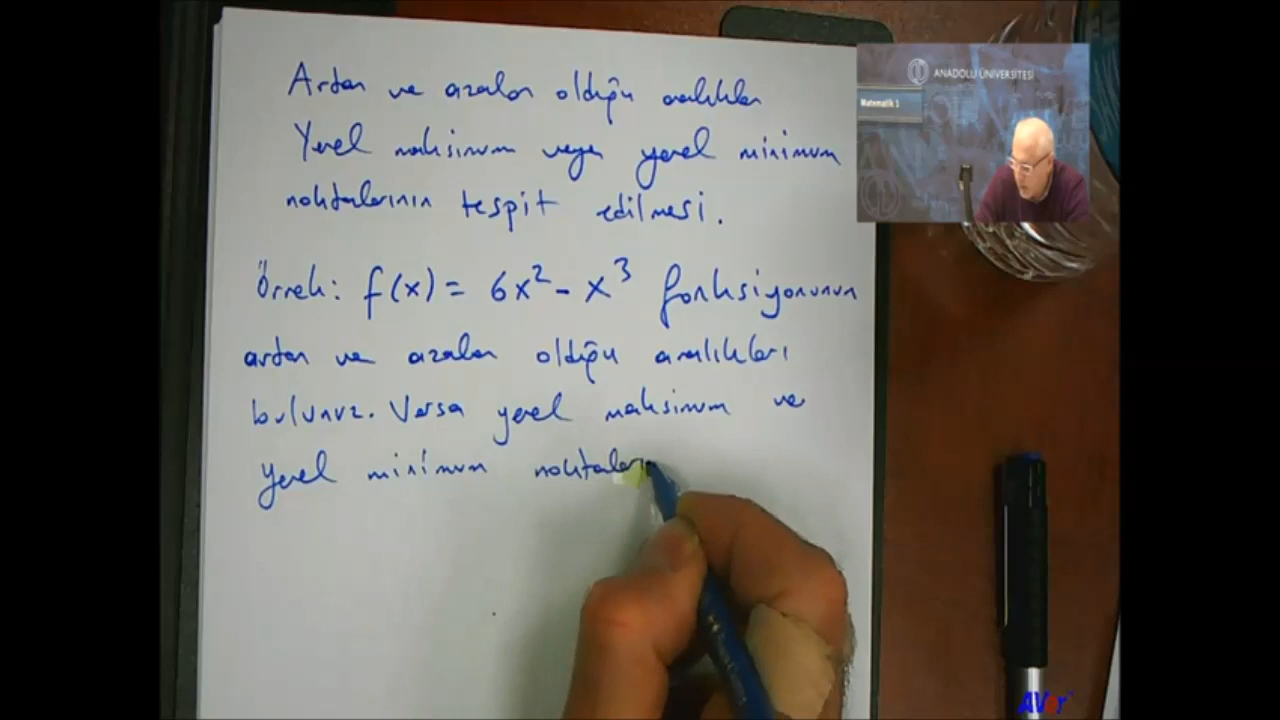 Artan ve azalan olduğu aralıklar
Yerel maksimum veya yerel minimum
noktalarının tespit edilmesi.
Örnek: f(x) = 6x² - x³ fonksiyonunun
artan ve azalan olduğu aralıkları
bulunuz. Varsa yerel maksimum ve
yerel minimum noktaları
ANADOLU ÜNİVERSİTESİ
Matematik 1
AVer